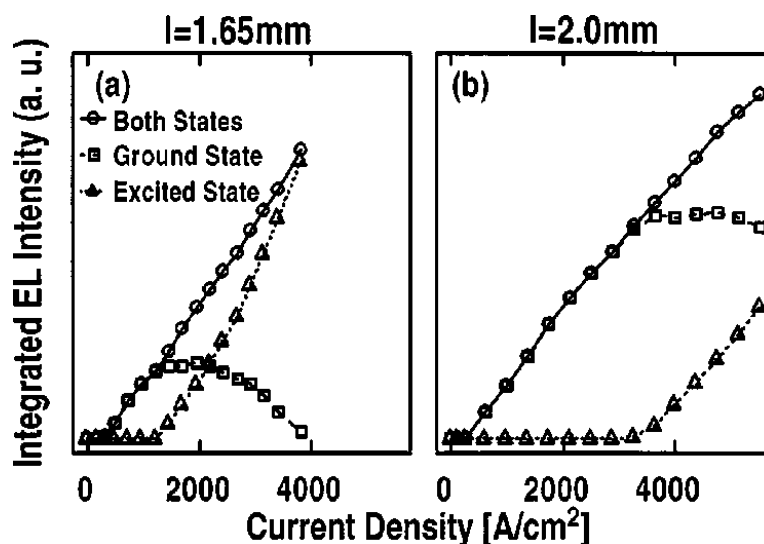 l=1.65mm
l=2.0mm
Integrated EL Intensity (a. u.)
(a)
(b)
Both States
Ground State
Excited State
0 2000 4000
0 2000 4000
Current Density [A/cm²]